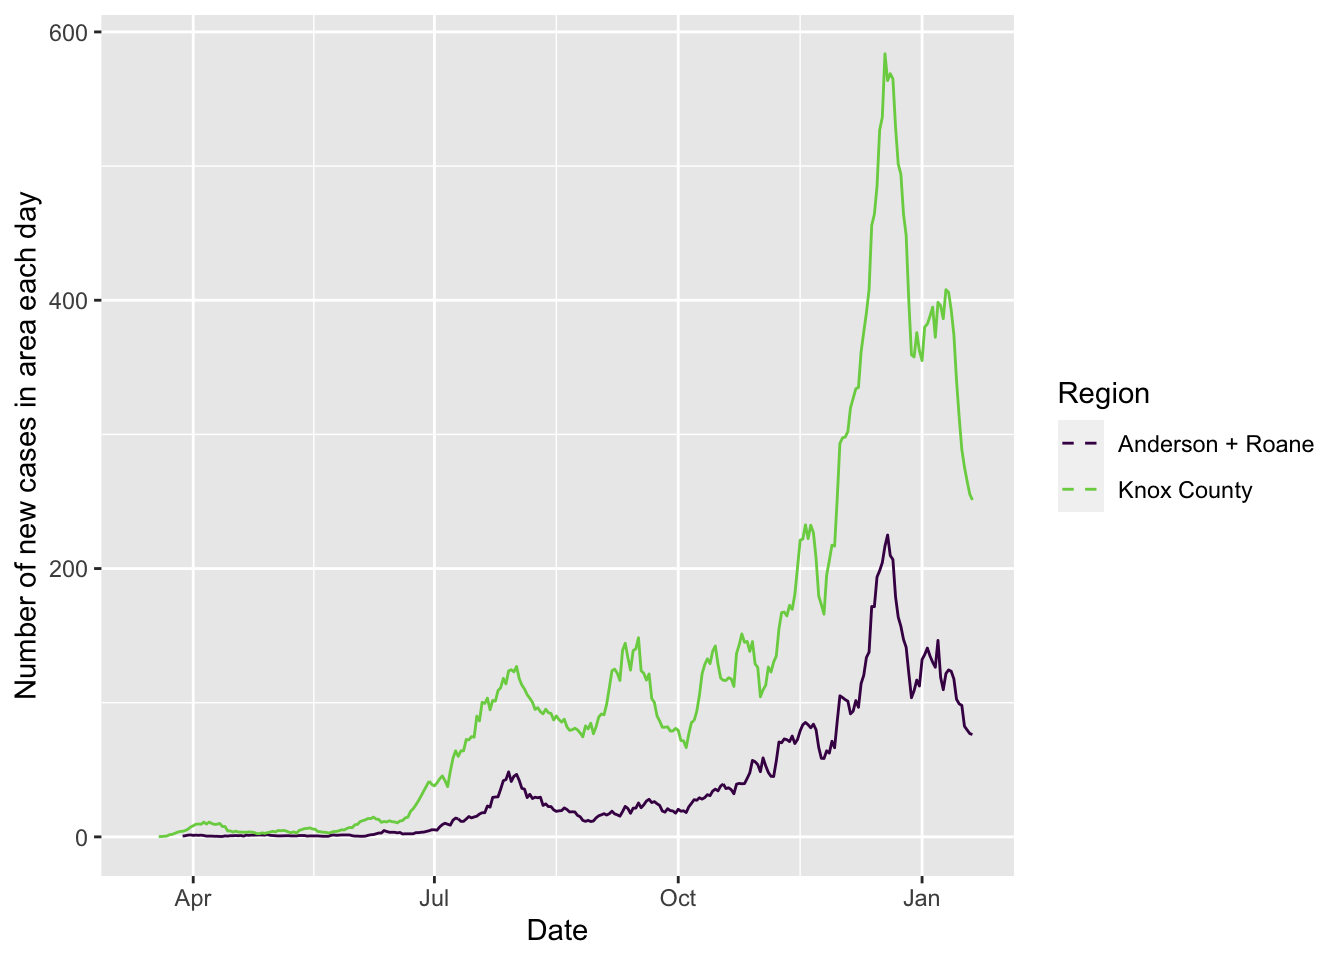 600
400
200
0
Number of new cases in area each day
Apr
Jul
Oct
Jan
Date
Region
Anderson + Roane
Knox County